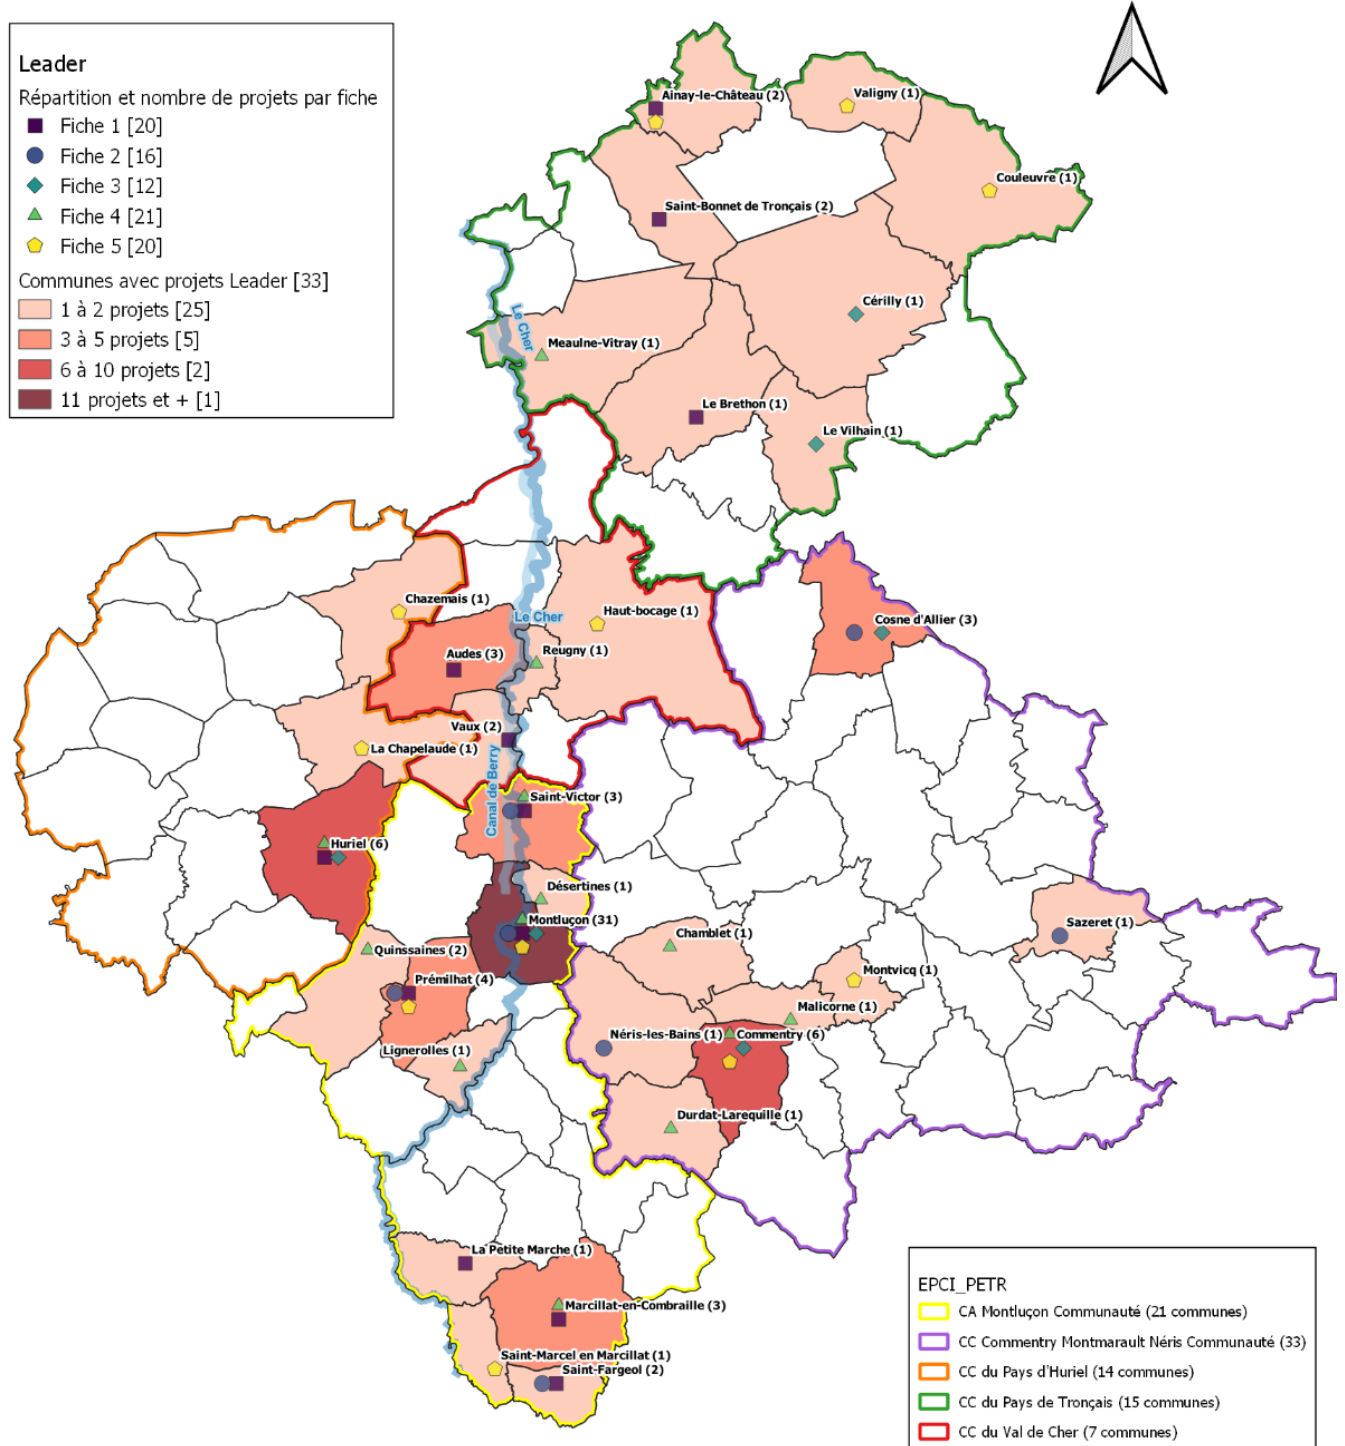 Leader
Répartition et nombre de projets par fiche
Fiche 1 [20]
Fiche 2 [16]
Fiche 3 [12]
Fiche 4 [21]
Fiche 5 [20]
Communes avec projets Leader [33]
1 à 2 projets [25]
3 à 5 projets [5]
6 à 10 projets [2]
11 projets et + [1]
Ainay-le-Château (2)
Valigny (1)
Couleuvre (1)
Saint-Bonnet de Tronçais (2)
Cérilly (1)
Le Cher
Meaulne-Vitray (1)
Le Brethon (1)
Le Vilhain (1)
Chazemais (1)
Haut-bocage (1)
Le Cher
Cosne d'Allier (3)
Reugny (1)
Audes (3)
Vaux (2)
La Chapelaude (1)
Canal de Berry
Saint-Victor (3)
Huriel (6)
Désertines (1)
Montluçon (31)
Sazeret (1)
Chamblet (1)
Quinssaines (2)
Montvicq (1)
Prémilhat (4)
Malicorne (1)
Néris-les-Bains (1)
Commentry (6)
Lignerolles (1)
Durdat-Larequille (1)
La Petite Marche (1)
Marcillat-en-Combraille (3)
Saint-Marcel en Marcillat (1)
Saint-Fargeol (2)
EPCI_PETR
CA Montluçon Communauté (21 communes)
CC Commentry Montmarault Néris Communauté (33)
CC du Pays d'Huriel (14 communes)
CC du Pays de Tronçais (15 communes)
CC du Val de Cher (7 communes)